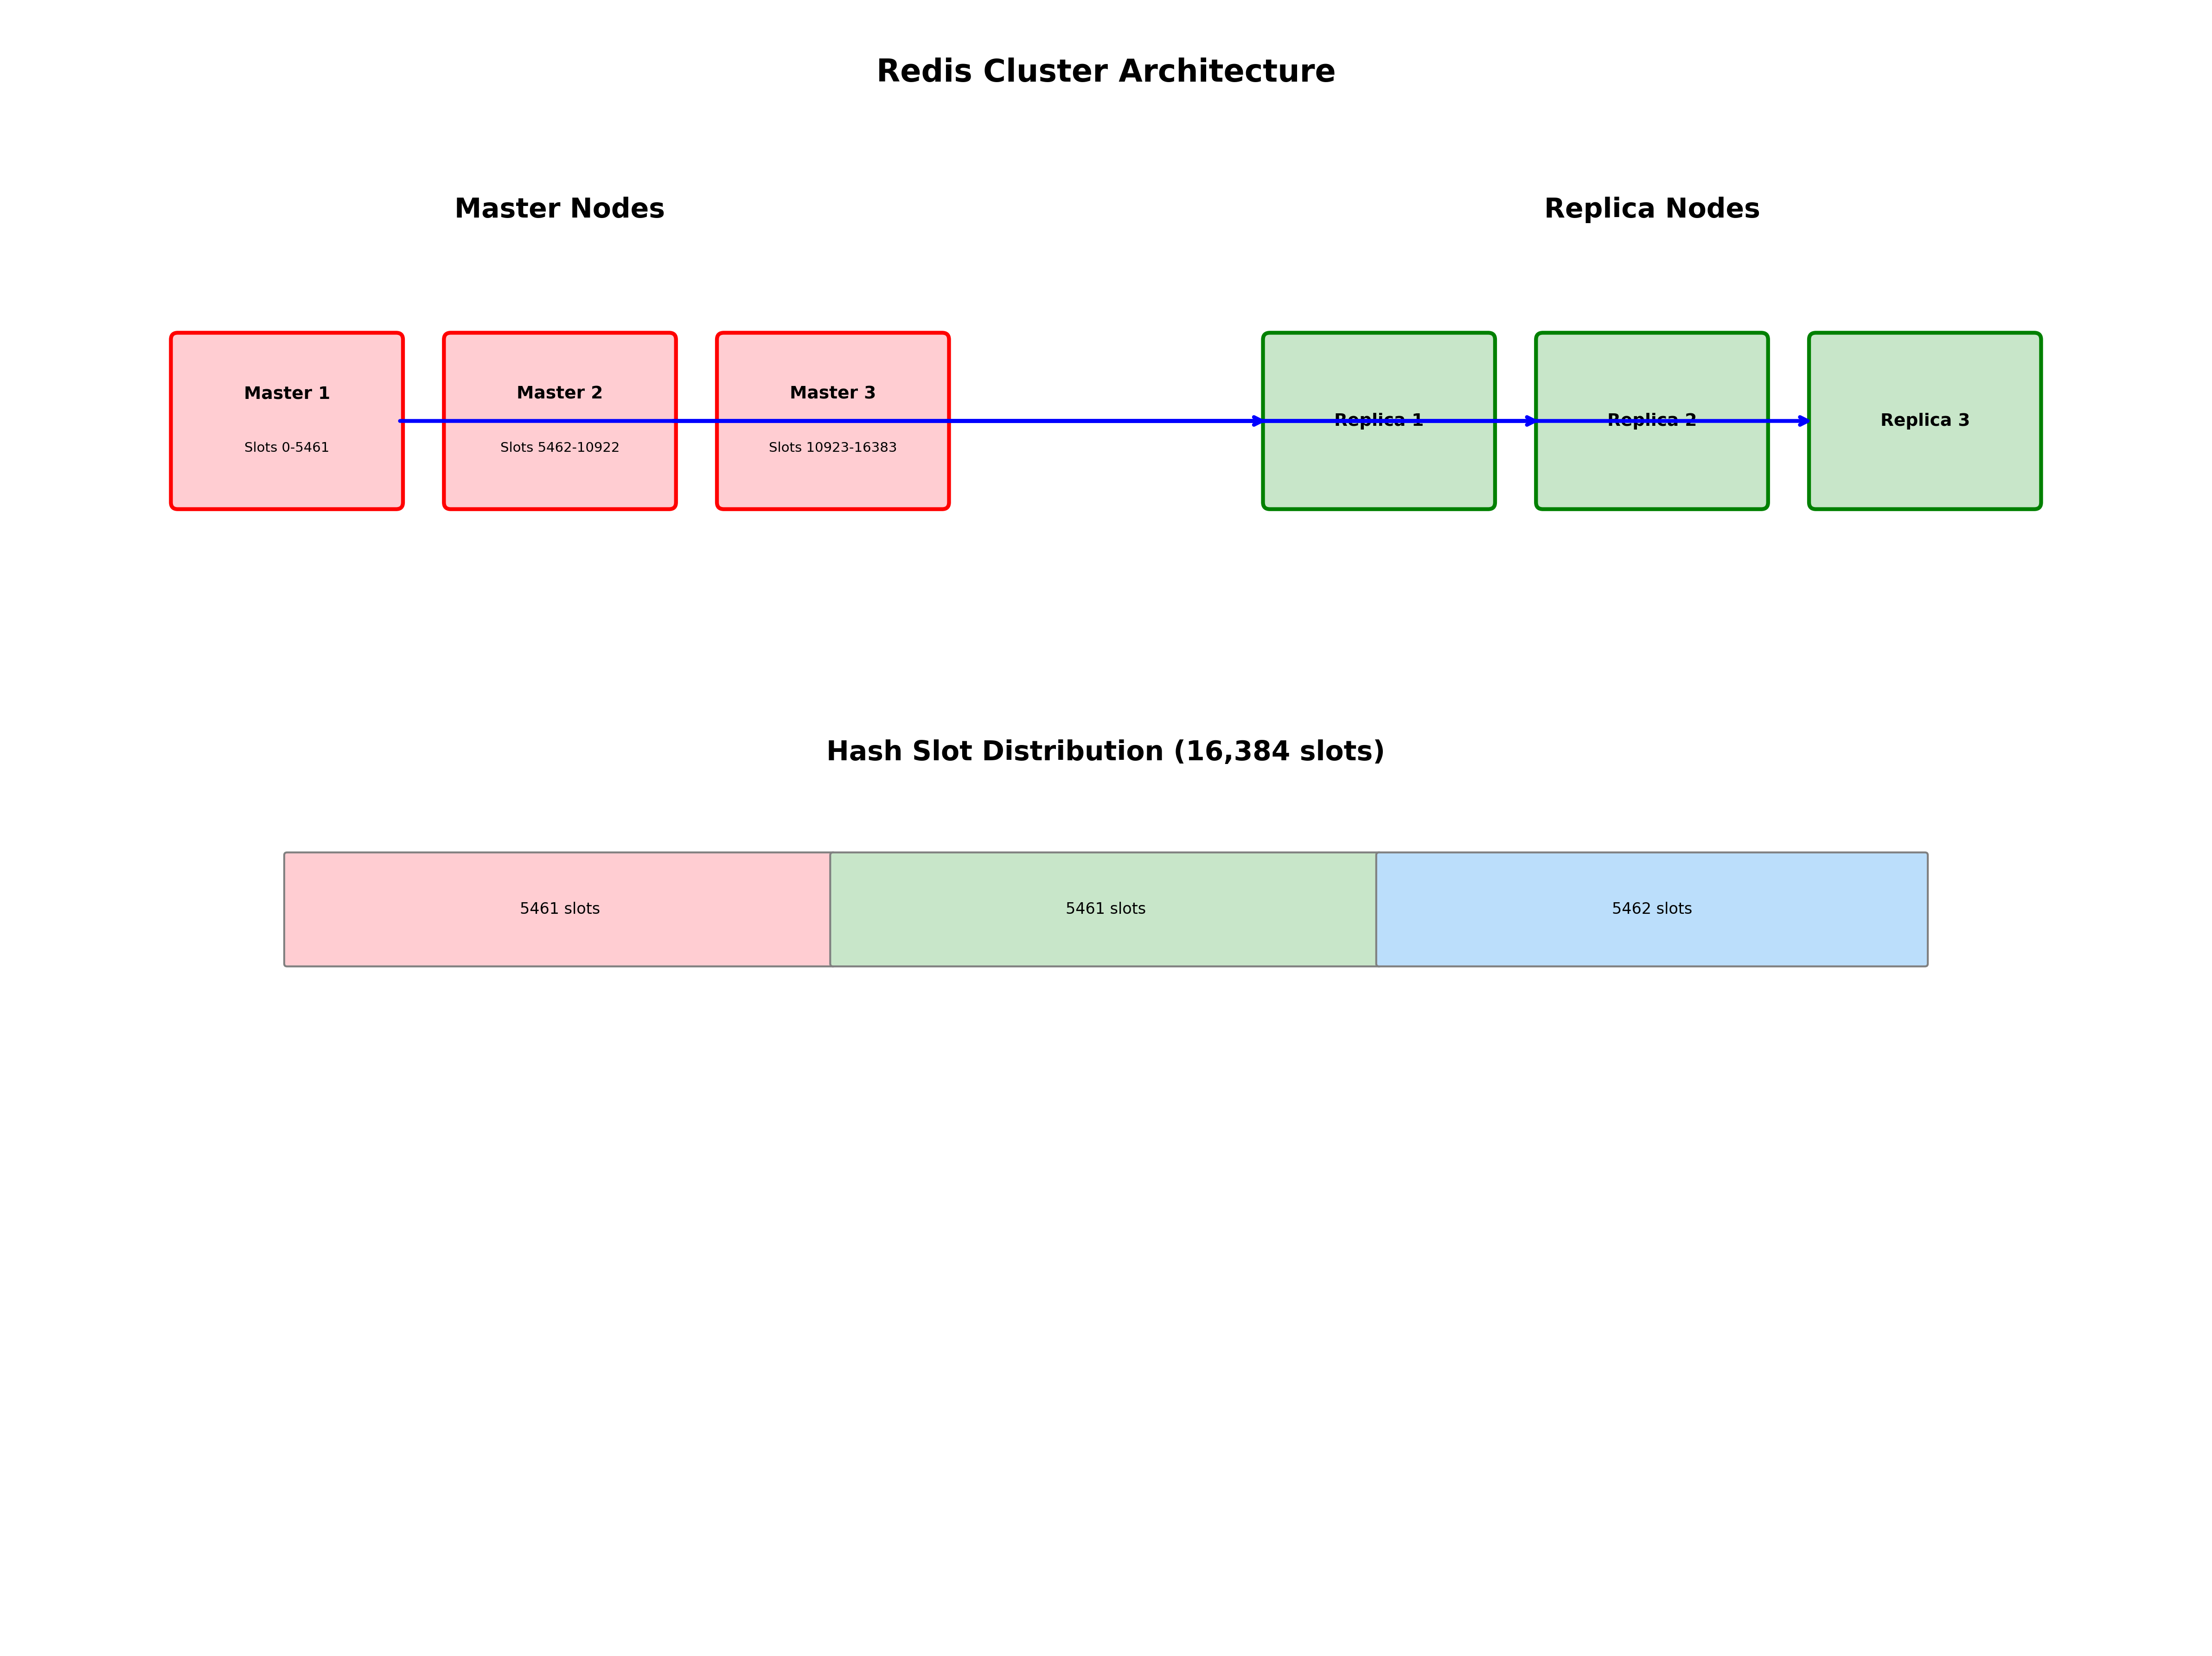 Redis Cluster Architecture
Master Nodes
Replica Nodes
Master 1
Slots 0-5461
Master 2
Slots 5462-10922
Master 3
Slots 10923-16383
Replica 1
Replica 2
Replica 3
Hash Slot Distribution (16,384 slots)
5461 slots
5461 slots
5462 slots